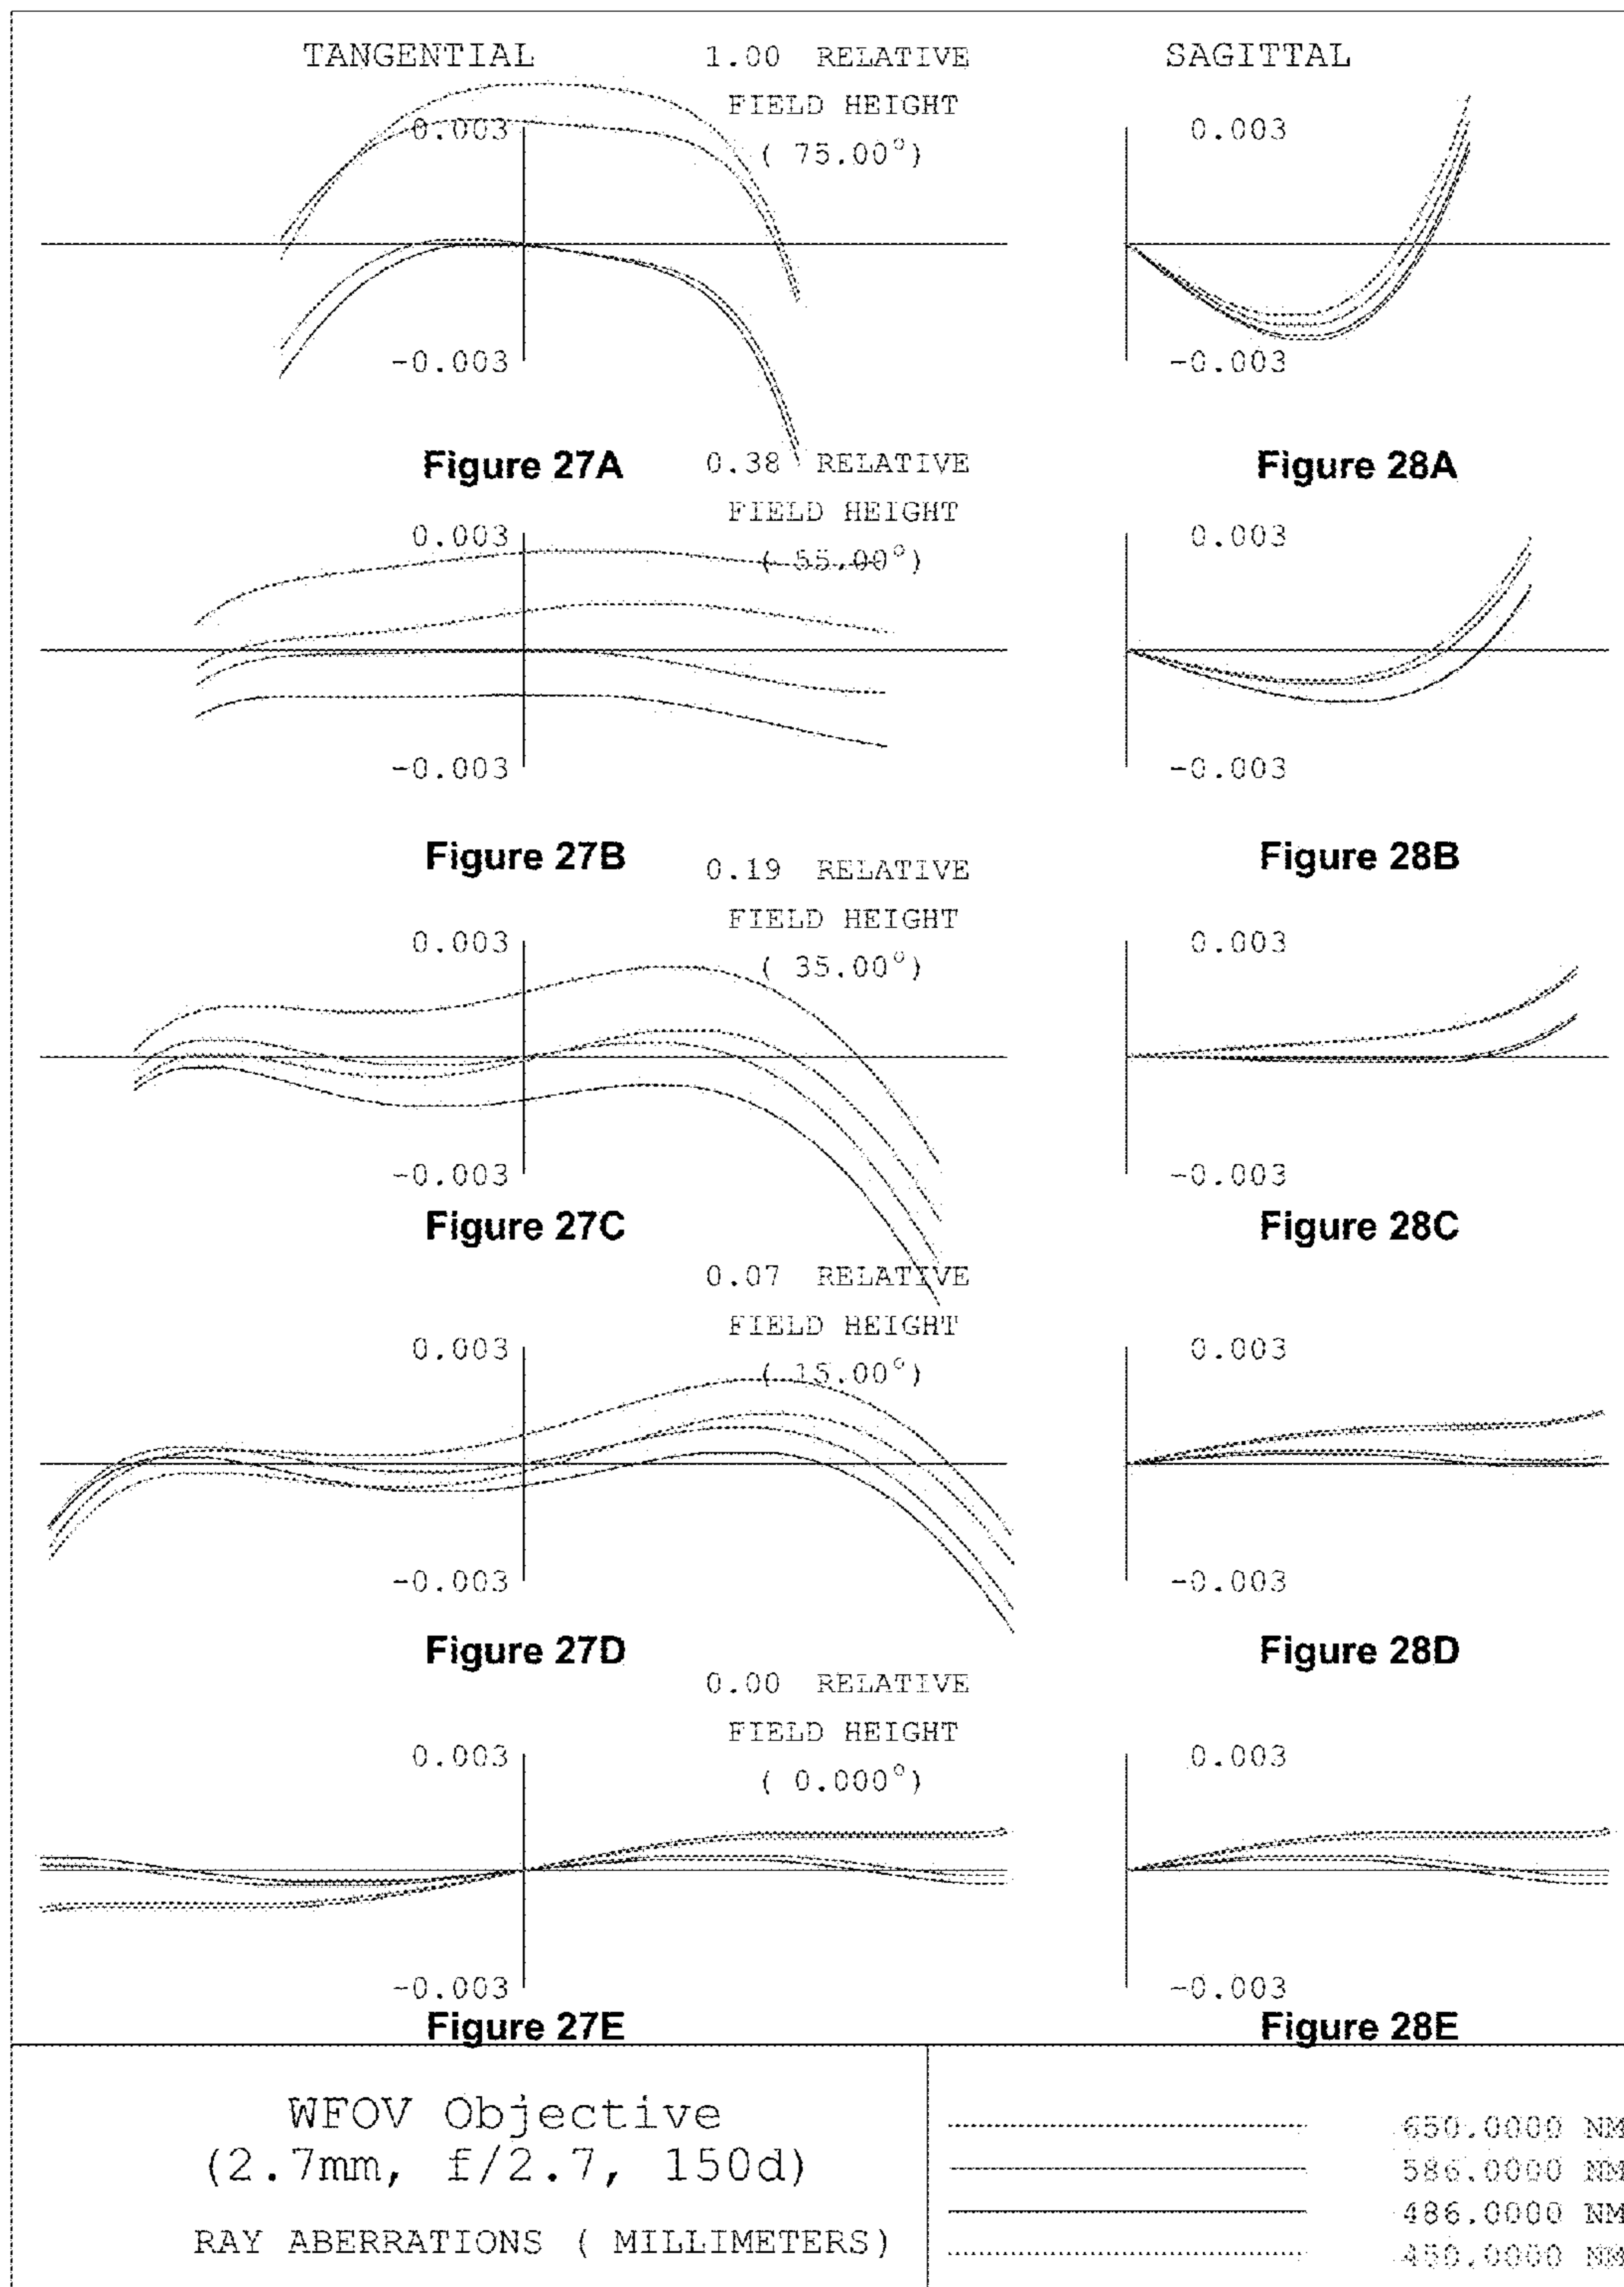 TANGENTIAL 1.00 RELATIVE SAGITTAL
FIELD HEIGHT
0.003 0.003
( 75.00°)
-0.003 -0.003
Figure 27A 0.38 RELATIVE Figure 28A
FIELD HEIGHT
0.003 0.003
( 55.00°)
-0.003 -0.003
Figure 27B 0.19 RELATIVE Figure 28B
FIELD HEIGHT
0.003 0.003
( 35.00°)
-0.003 -0.003
Figure 27C Figure 28C
0.07 RELATIVE
FIELD HEIGHT
0.003 0.003
( 15.00°)
-0.003 -0.003
Figure 27D Figure 28D
0.00 RELATIVE
FIELD HEIGHT
0.003 0.003
( 0.000°)
-0.003 -0.003
Figure 27E Figure 28E
WFOV Objective
(2.7mm, f/2.7, 150d)
RAY ABERRATIONS ( MILLIMETERS)
650.0000 NM
586.0000 NM
486.0000 NM
450.0000 NM